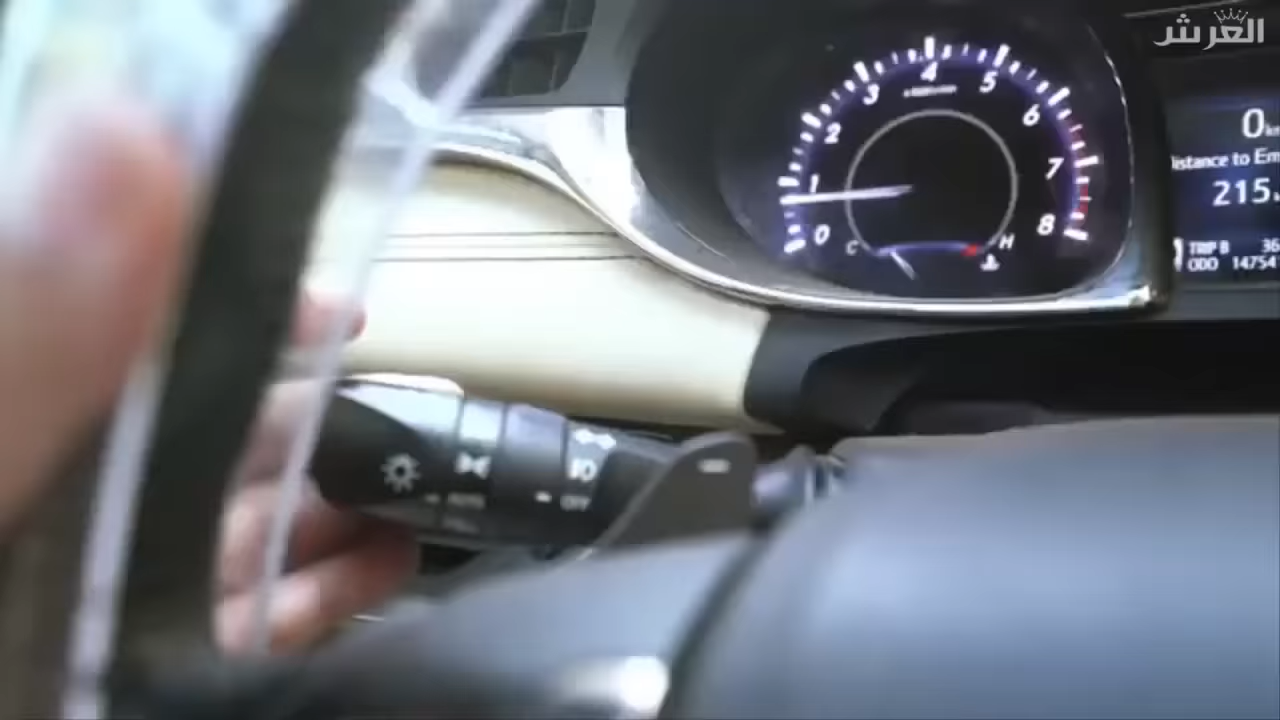 العرش
0 1 2 3 4 5 6 7 8
C H
0
Distance to Em
215
TRIP B 36
ODO 14754
AUTO
OFF